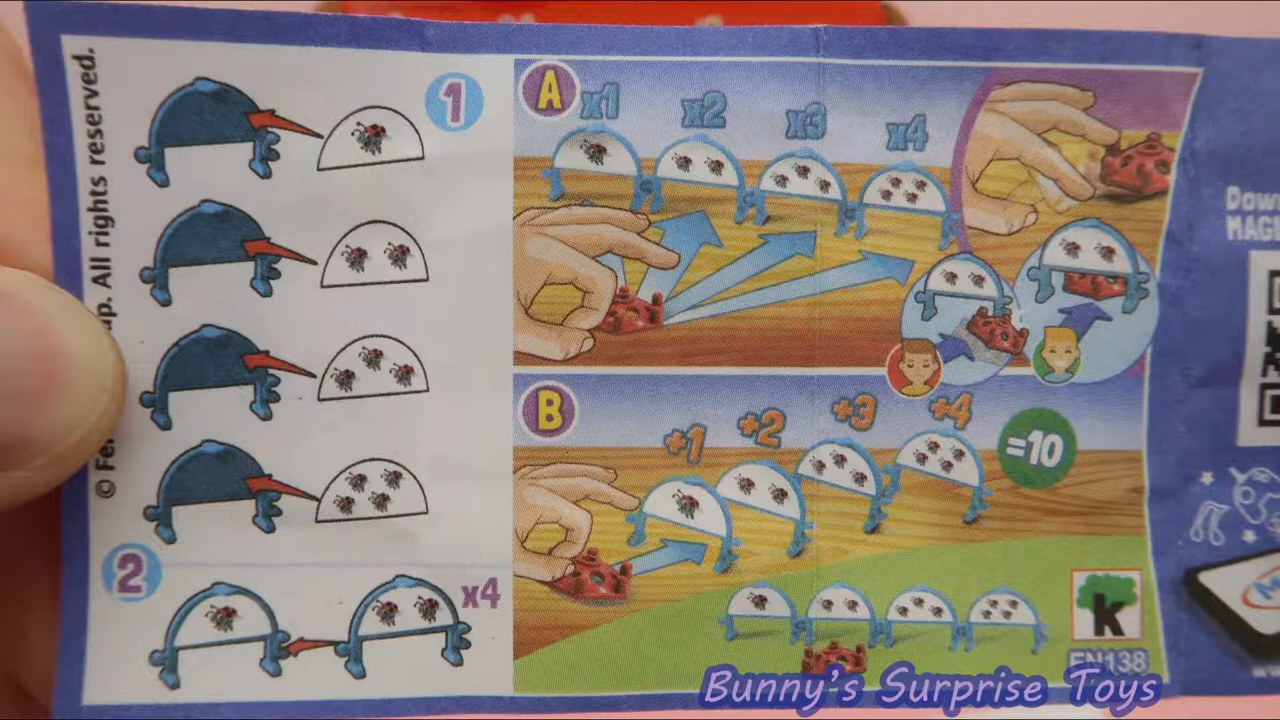 © Fe
up. All rights reserved.
1
2
x4
A
x1
x2
x3
x4
B
+1
+2
+3
+4
=10
k
EN138
Bunny's Surprise Toys